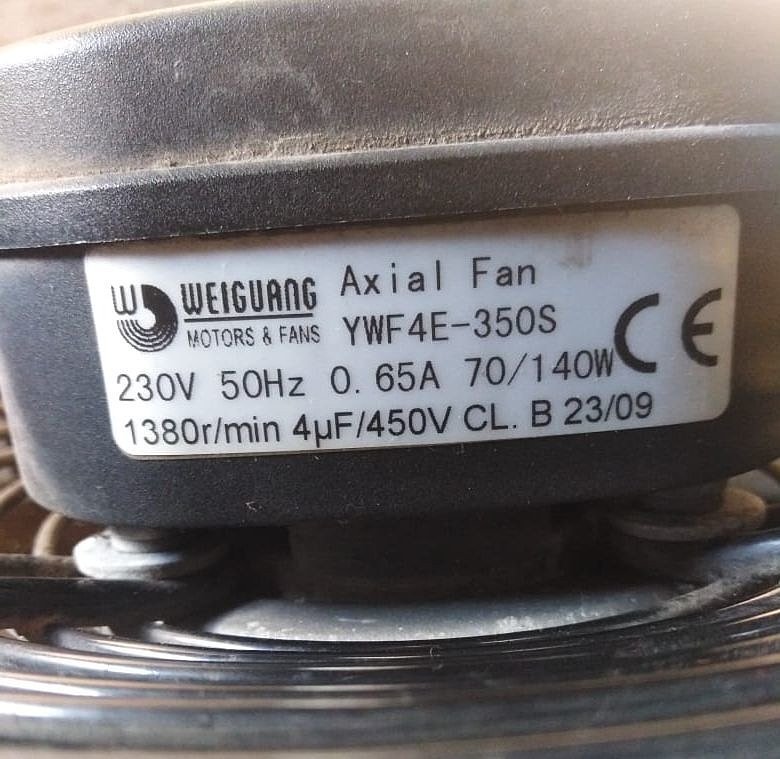 WEIGUANG
MOTORS & FANS
Axial Fan
YWF4E-350S
CE
230V 50Hz 0.65A 70/140W
1380r/min 4µF/450V CL. B 23/09